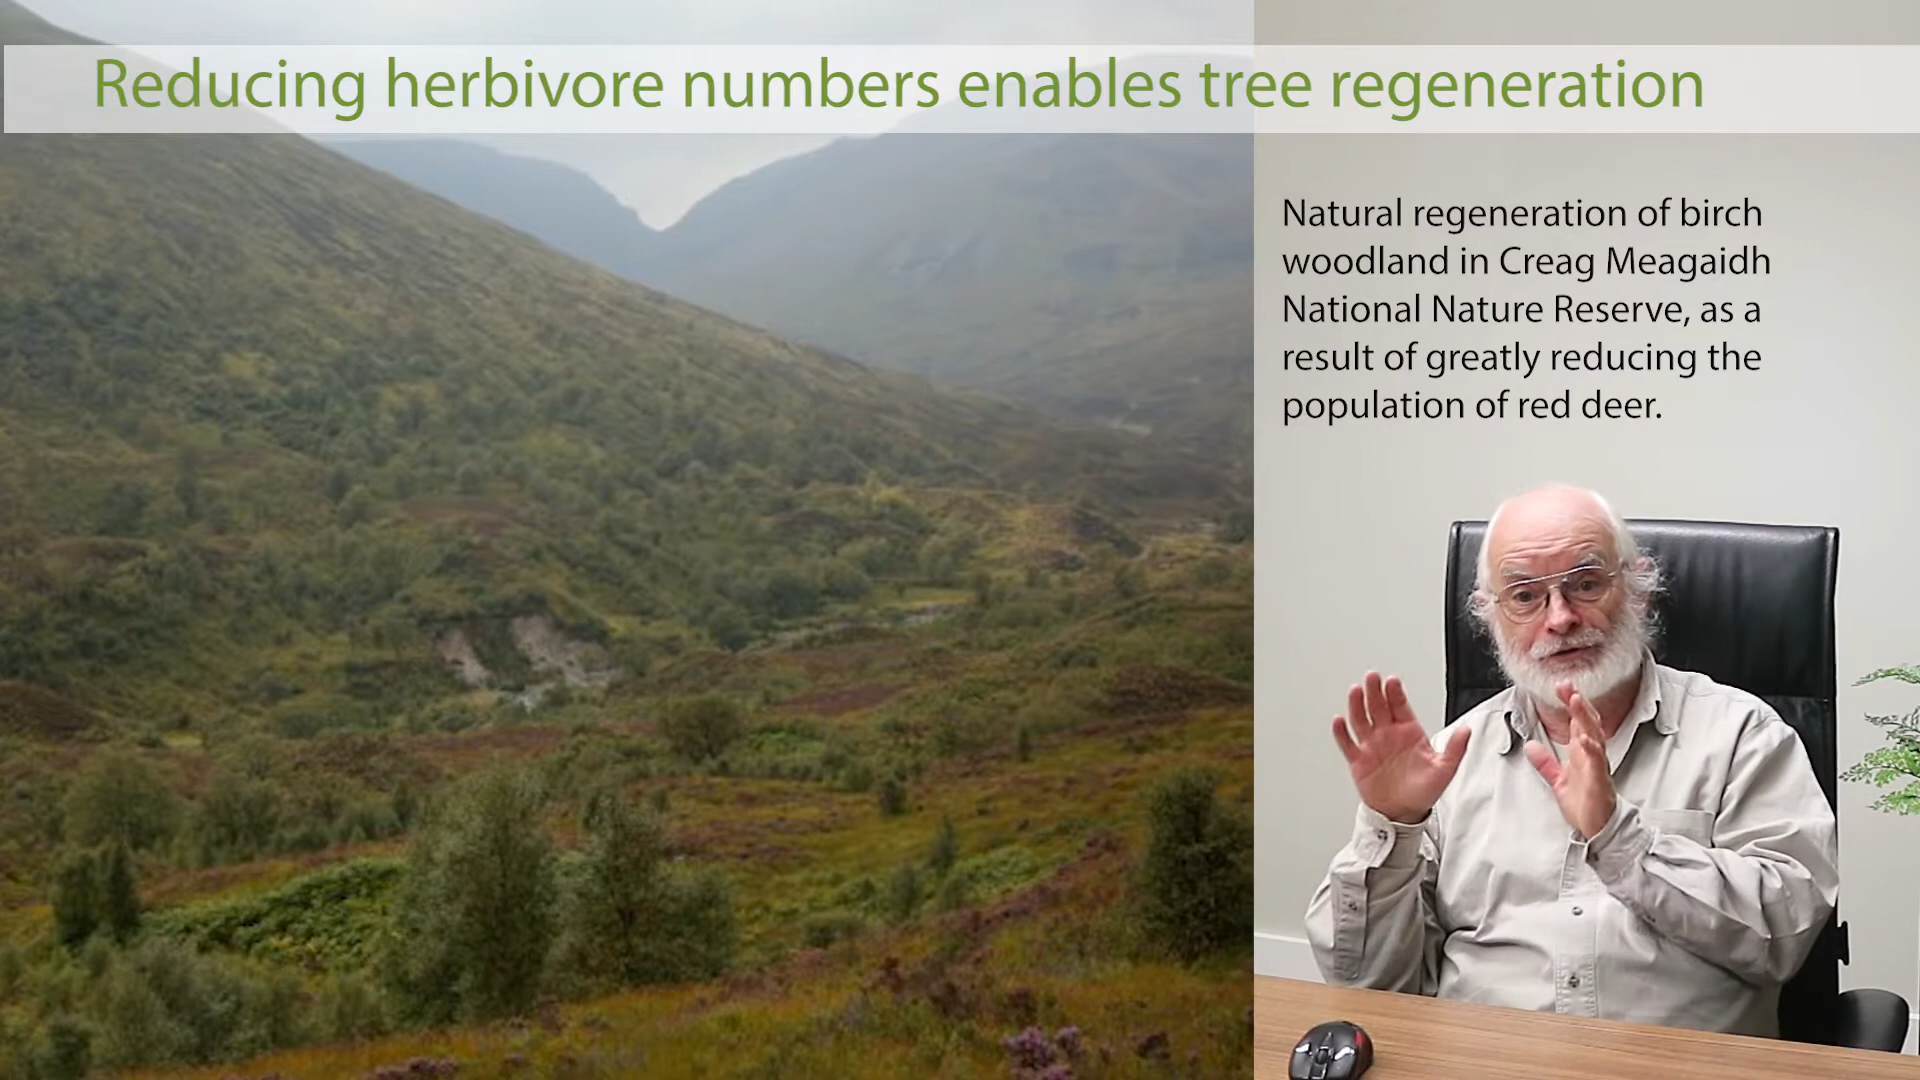 Reducing herbivore numbers enables tree regeneration
Natural regeneration of birch
woodland in Creag Meagaidh
National Nature Reserve, as a
result of greatly reducing the
population of red deer.